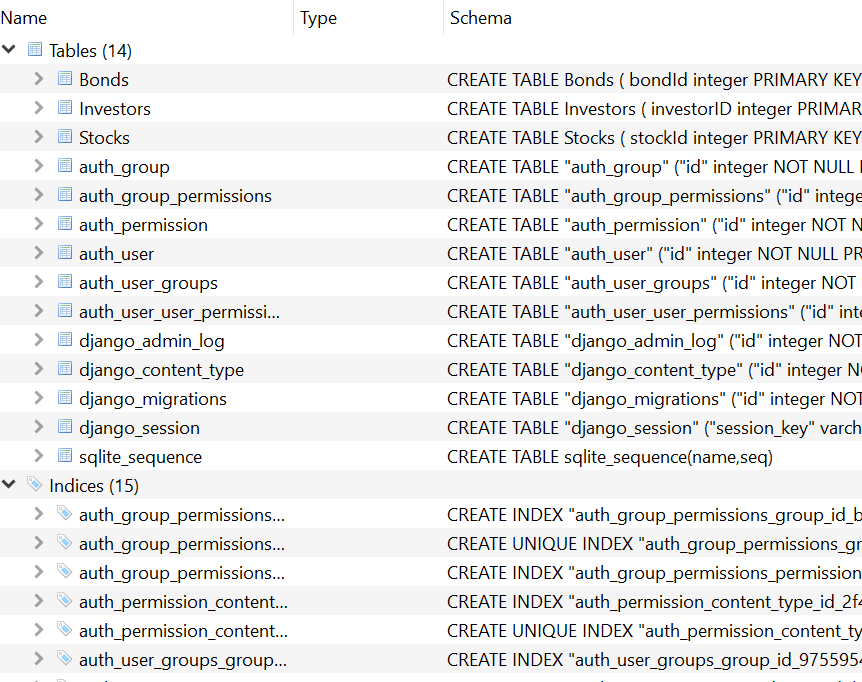 Name Type Schema
Tables (14)
Bonds CREATE TABLE Bonds ( bondId integer PRIMARY KEY
Investors CREATE TABLE Investors ( investorID integer PRIMAR
Stocks CREATE TABLE Stocks ( stockId integer PRIMARY KEY
auth_group CREATE TABLE "auth_group" ("id" integer NOT NULL
auth_group_permissions CREATE TABLE "auth_group_permissions" ("id" intege
auth_permission CREATE TABLE "auth_permission" ("id" integer NOT N
auth_user CREATE TABLE "auth_user" ("id" integer NOT NULL PR
auth_user_groups CREATE TABLE "auth_user_groups" ("id" integer NOT
auth_user_user_permissi... CREATE TABLE "auth_user_user_permissions" ("id" inte
django_admin_log CREATE TABLE "django_admin_log" ("id" integer NOT
django_content_type CREATE TABLE "django_content_type" ("id" integer N
django_migrations CREATE TABLE "django_migrations" ("id" integer NOT
django_session CREATE TABLE "django_session" ("session_key" varch
sqlite_sequence CREATE TABLE sqlite_sequence(name,seq)
Indices (15)
auth_group_permissions... CREATE INDEX "auth_group_permissions_group_id_b
auth_group_permissions... CREATE UNIQUE INDEX "auth_group_permissions_gr
auth_group_permissions... CREATE INDEX "auth_group_permissions_permission
auth_permission_content... CREATE INDEX "auth_permission_content_type_id_2f4
auth_permission_content... CREATE UNIQUE INDEX "auth_permission_content_ty
auth_user_groups_group... CREATE INDEX "auth_user_groups_group_id_975595